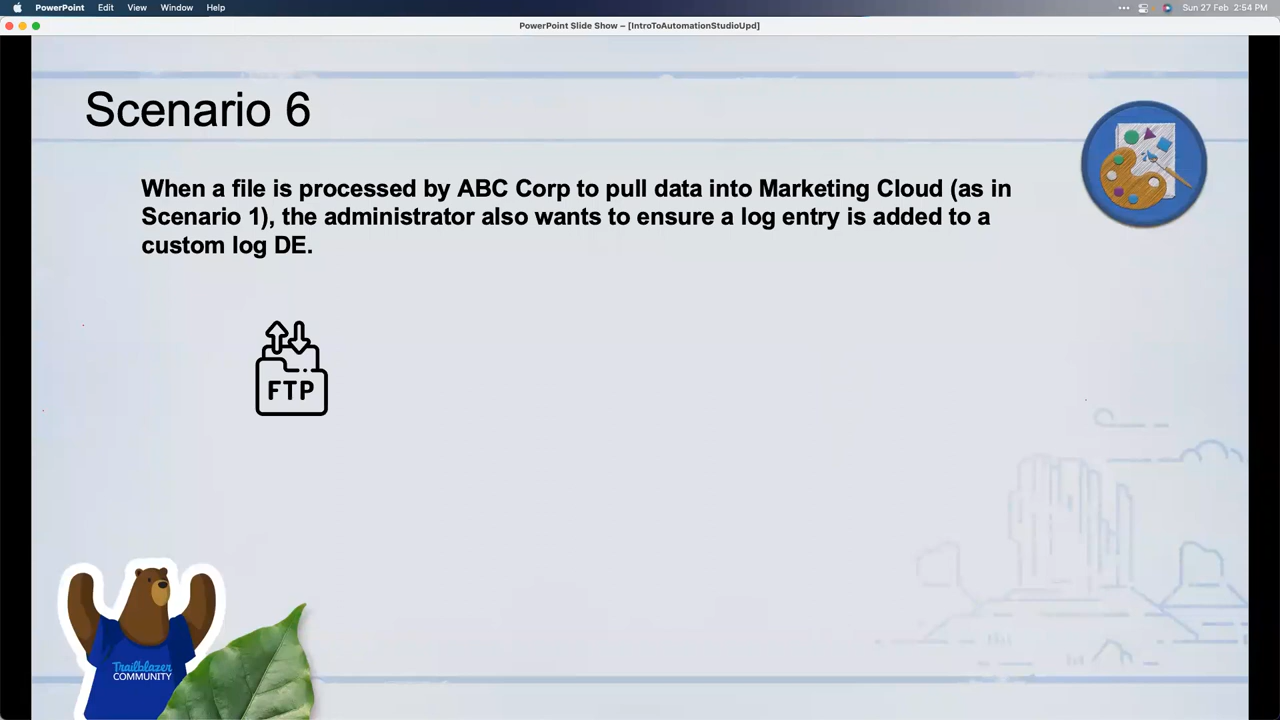 PowerPoint Edit View Window Help ••• Sun 27 Feb 2:54 PM
PowerPoint Slide Show – [IntroToAutomationStudioUpd]
Scenario 6
When a file is processed by ABC Corp to pull data into Marketing Cloud (as in
Scenario 1), the administrator also wants to ensure a log entry is added to a
custom log DE.
FTP
Trailblazer
COMMUNITY